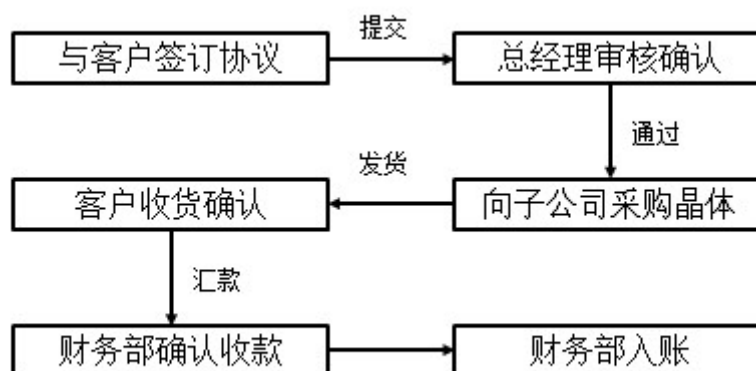 提交
与客户签订协议
总经理审核确认
通过
发货
客户收货确认
向子公司采购晶体
汇款
财务部确认收款
财务部入账